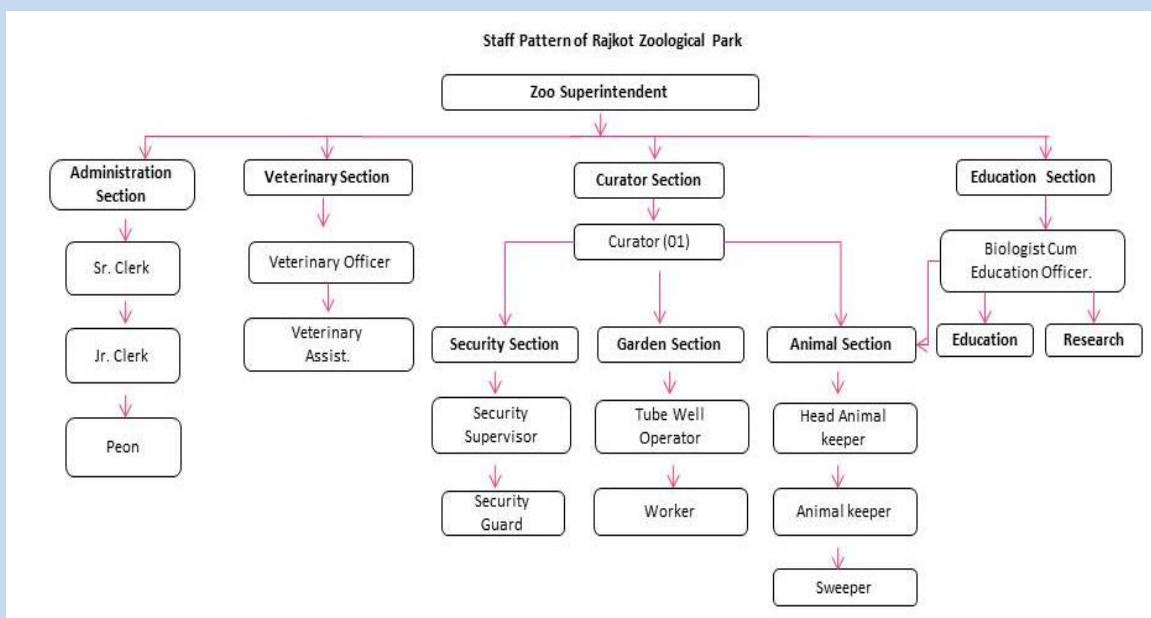 Staff Pattern of Rajkot Zoological Park
Zoo Superintendent
Administration
Section
Veterinary Section
Curator Section
Education Section
Sr. Clerk
Veterinary Officer
Curator (01)
Biologist Cum
Education Officer.
Jr. Clerk
Veterinary
Assist.
Security Section
Garden Section
Animal Section
Education
Research
Peon
Security
Supervisor
Tube Well
Operator
Head Animal
keeper
Security
Guard
Worker
Animal keeper
Sweeper